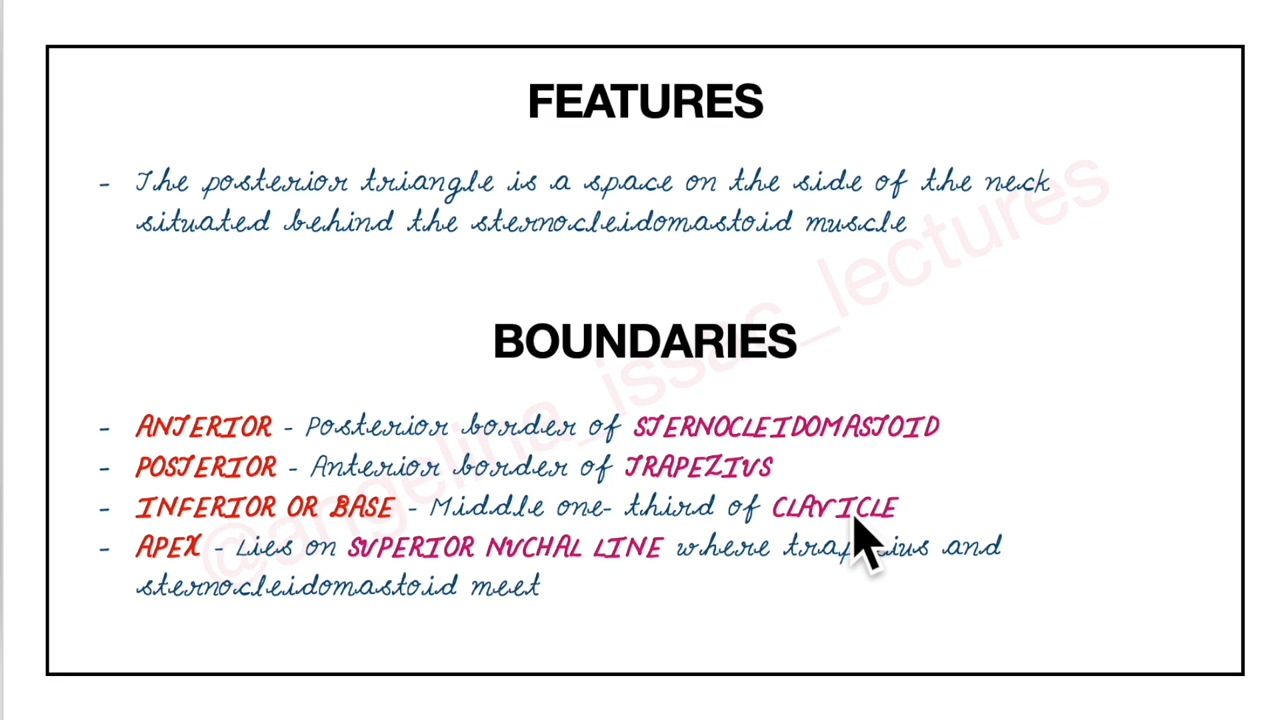 FEATURES
- The posterior triangle is a space on the side of the neck
situated behind the sternocleidomastoid muscle
BOUNDARIES
- ANTERIOR - Posterior border of STERNOCLEIDOMASTOID
- POSTERIOR - Anterior border of TRAPEZIUS
- INFERIOR OR BASE - Middle one- third of CLAVICLE
- APEX - Lies on SUPERIOR NUCHAL LINE where trapezius and
sternocleidomastoid meet
@angelina_issac_lectures